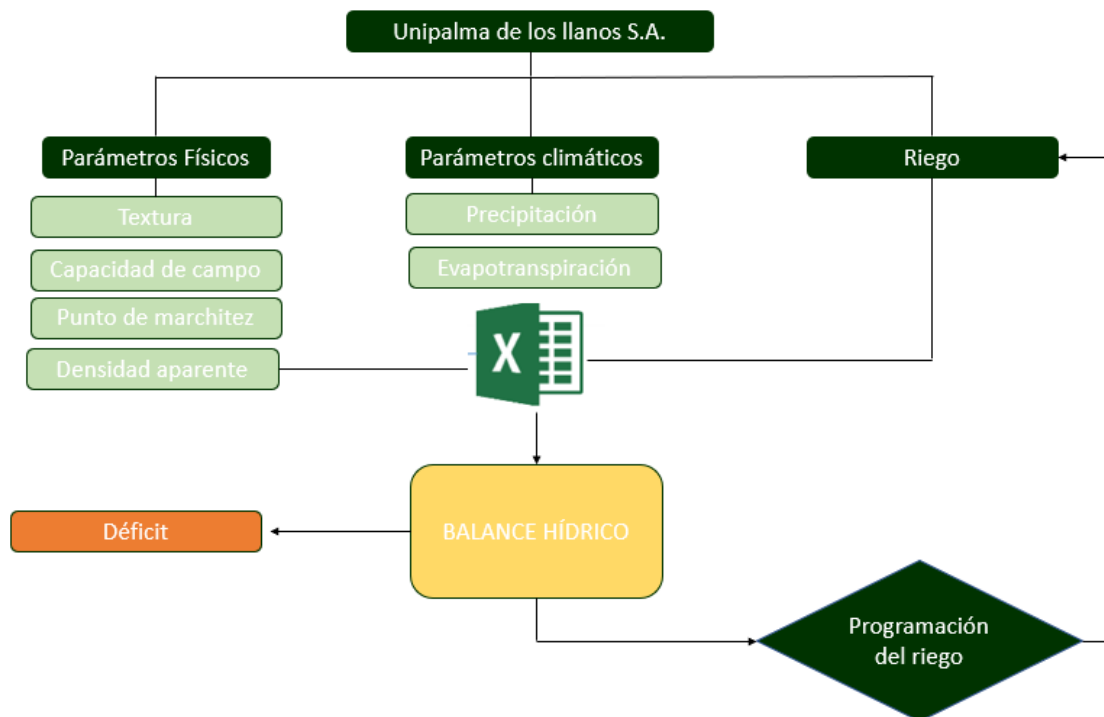 Unipalma de los llanos S.A.
Parámetros Físicos
Parámetros climáticos
Riego
Textura
Precipitación
Capacidad de campo
Evapotranspiración
Punto de marchitez
Densidad aparente
X
Déficit
BALANCE HÍDRICO
Programación
del riego